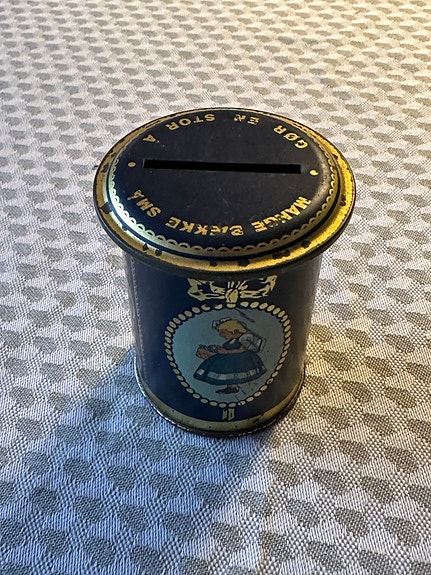 MANGE BÆKKE SMÅ
GØR EN STOR Å